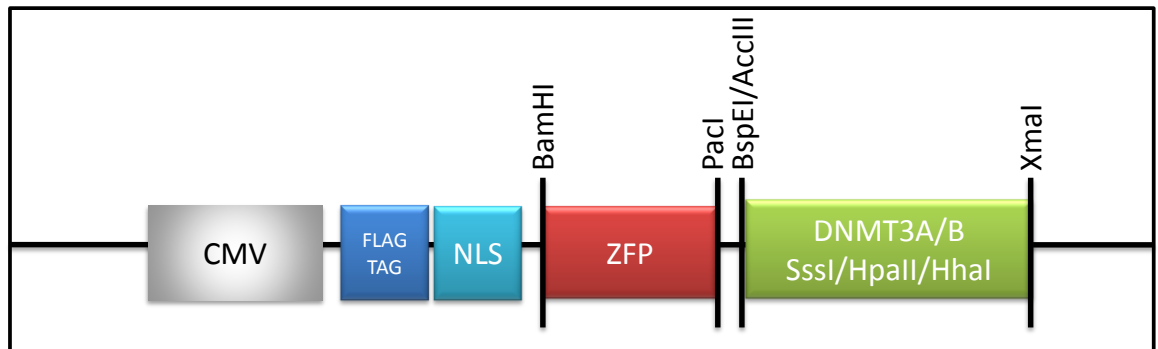 BamHI
PacI
BspEI/AccIII
XmaI
CMV
FLAG
TAG
NLS
ZFP
DNMT3A/B
SssI/HpaII/HhaI